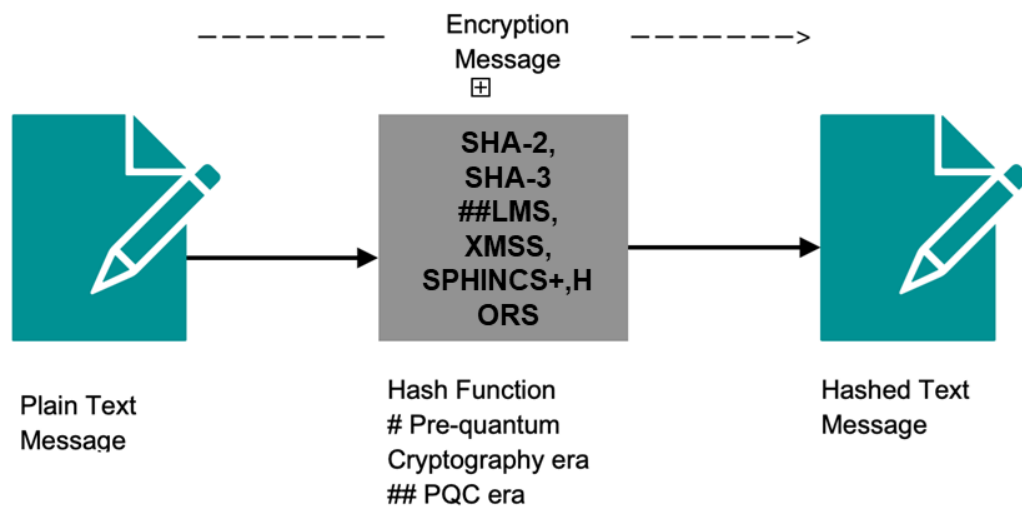 Encryption
Message
SHA-2,
SHA-3
##LMS,
XMSS,
SPHINCS+,H
ORS
Plain Text
Message
Hash Function
# Pre-quantum
Cryptography era
## PQC era
Hashed Text
Message